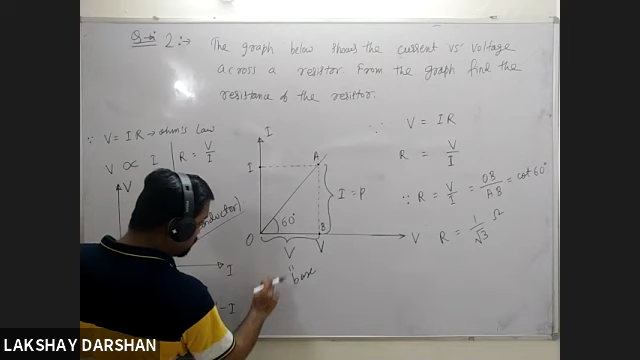 Q→ 2 :→ The graph below shows the current vs voltage
across a resistor. From the graph find the
resistance of the resistor.
∵ V = IR → ohm's law
V ∝ I | R = V/I
V
I
I
I
A
60°
O
B
V
V
V
I = P
"base
- I
∵ V = IR
R = V/I
∵ R = V/I = OB/AB = cot 60°
R = 1/√3 Ω
LAKSHAY DARSHAN